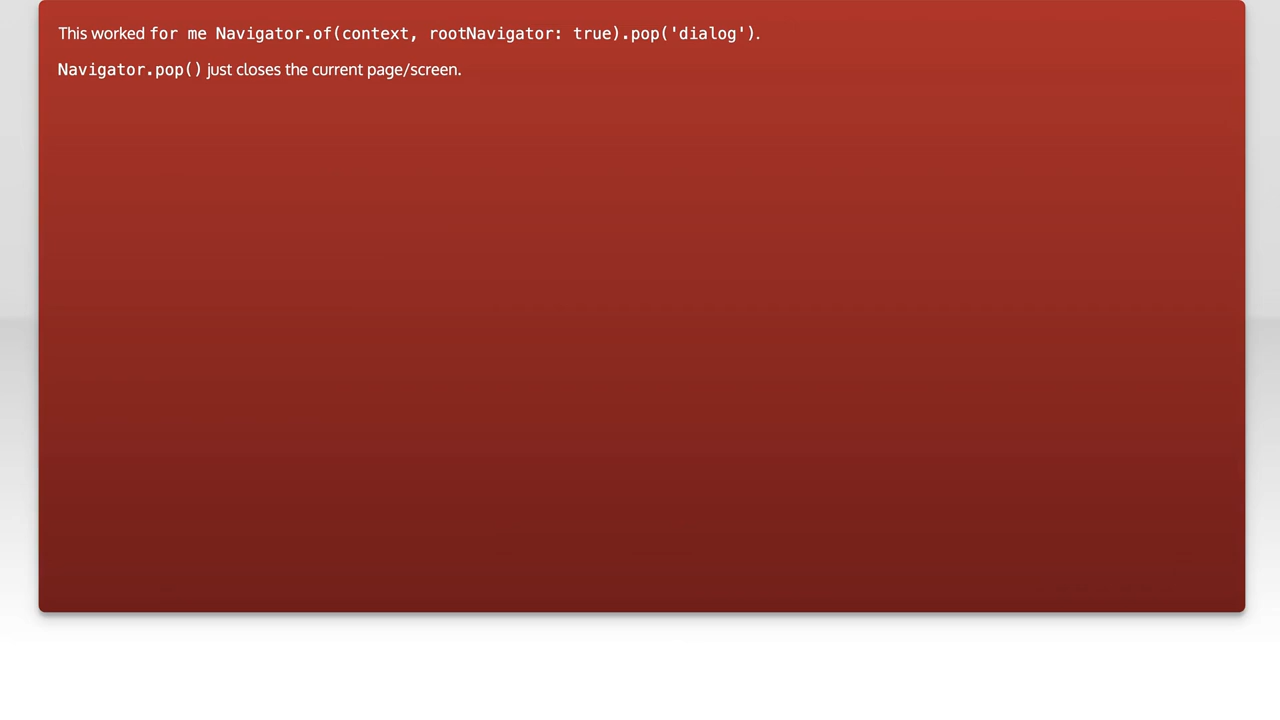 This worked for me Navigator.of(context, rootNavigator: true).pop('dialog').
Navigator.pop() just closes the current page/screen.